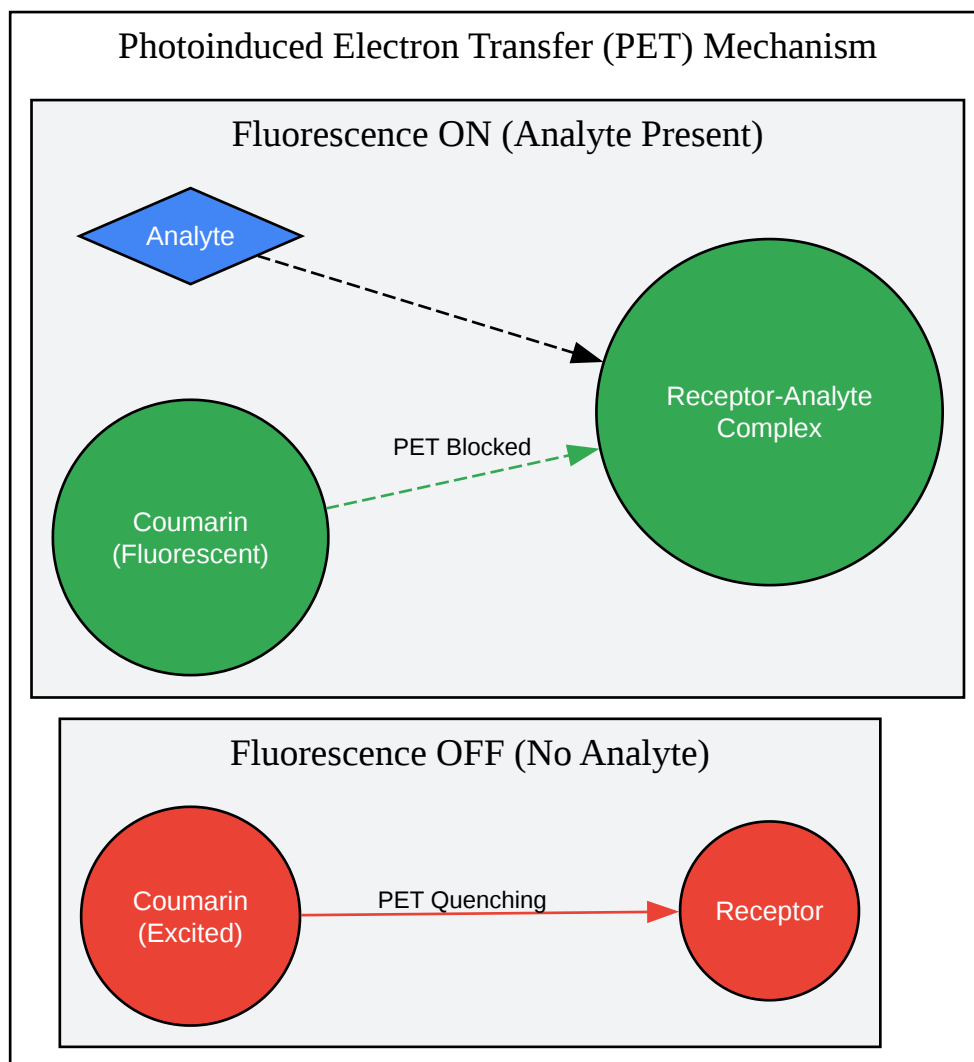 Photoinduced Electron Transfer (PET) Mechanism
Fluorescence ON (Analyte Present)
Analyte
Receptor-Analyte
Complex
PET Blocked
Coumarin
(Fluorescent)
Fluorescence OFF (No Analyte)
Coumarin
(Excited)
PET Quenching
Receptor